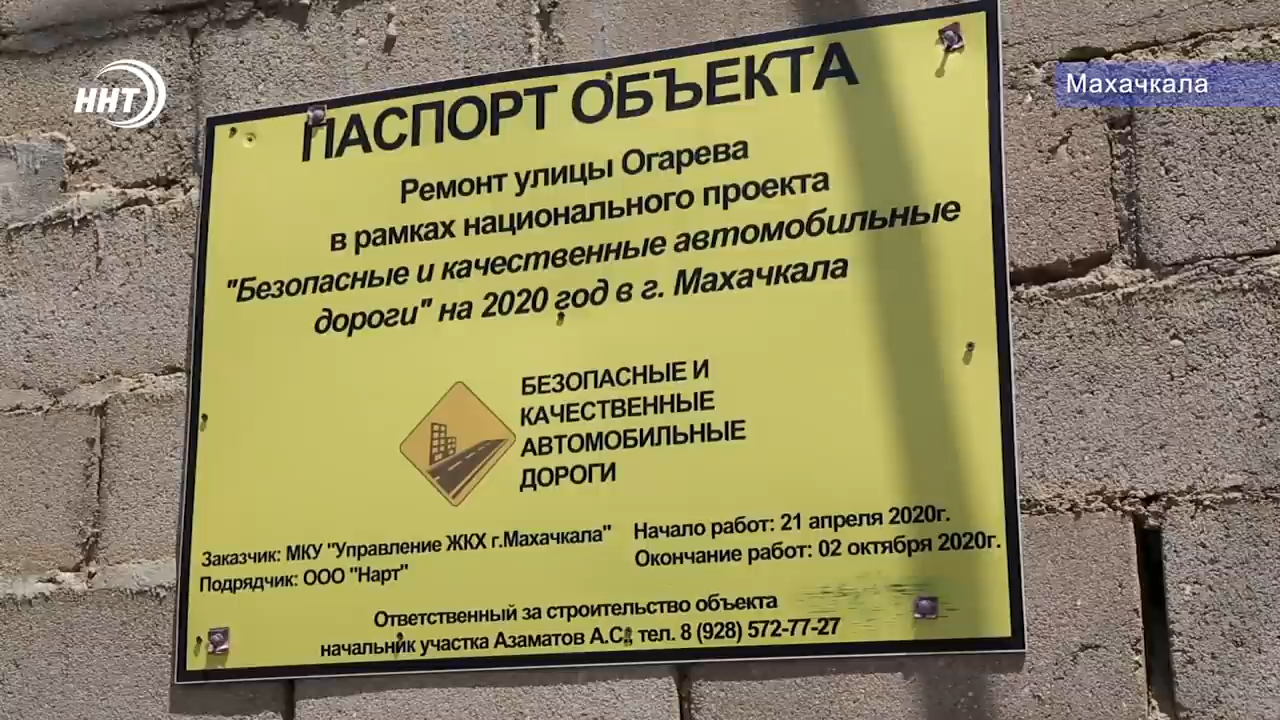 ННТ
Махачкала
ПАСПОРТ ОБЪЕКТА
Ремонт улицы Огарева
в рамках национального проекта
"Безопасные и качественные автомобильные
дороги" на 2020 год в г. Махачкала
БЕЗОПАСНЫЕ И
КАЧЕСТВЕННЫЕ
АВТОМОБИЛЬНЫЕ
ДОРОГИ
Заказчик: МКУ "Управление ЖКХ г.Махачкала"
Подрядчик: ООО "Нарт"
Начало работ: 21 апреля 2020г.
Окончание работ: 02 октября 2020г.
Ответственный за строительство объекта
начальник участка Азаматов А.С., тел. 8 (928) 572-77-27